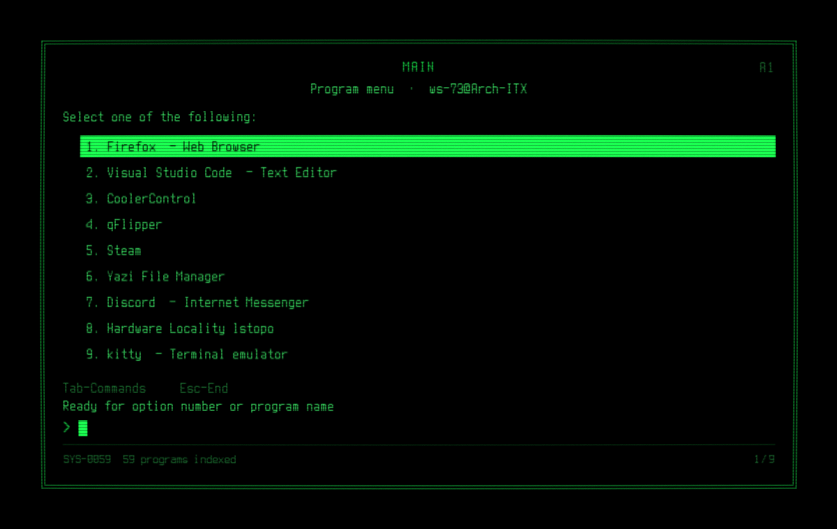 MAIN A1
Program menu · ws-73@Arch-ITX
Select one of the following:
1. Firefox - Web Browser
2. Visual Studio Code - Text Editor
3. CoolerControl
4. qFlipper
5. Steam
6. Yazi File Manager
7. Discord - Internet Messenger
8. Hardware Locality lstopo
9. kitty - Terminal emulator
Tab-Commands Esc-End
Ready for option number or program name
>
SYS-0059 59 programs indexed 1/9